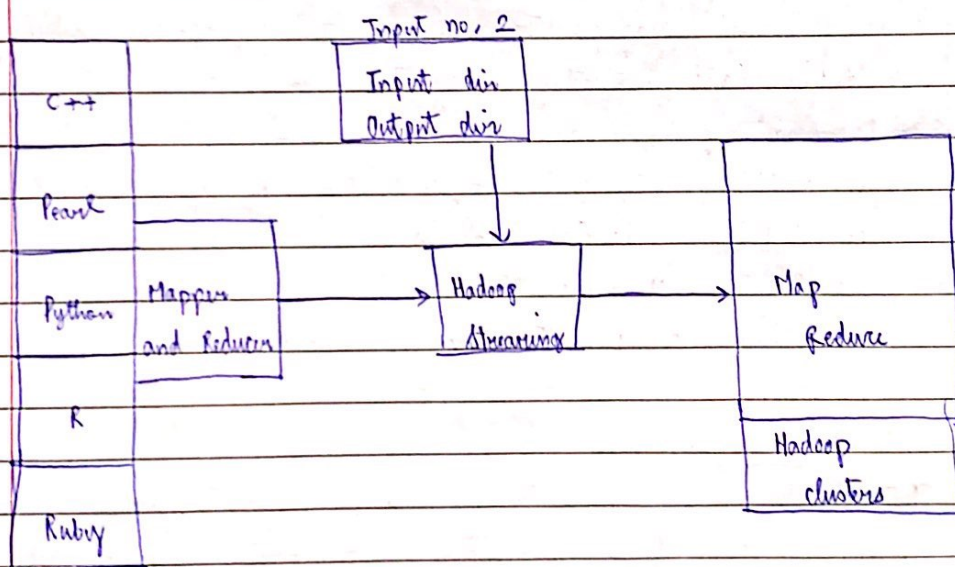 Input no. 2
Input dir
Output dir
C++
Pearl
Python
R
Ruby
Mapper
and Reducer
Hadoop
Streaming
Map
Reduce
Hadoop
clusters